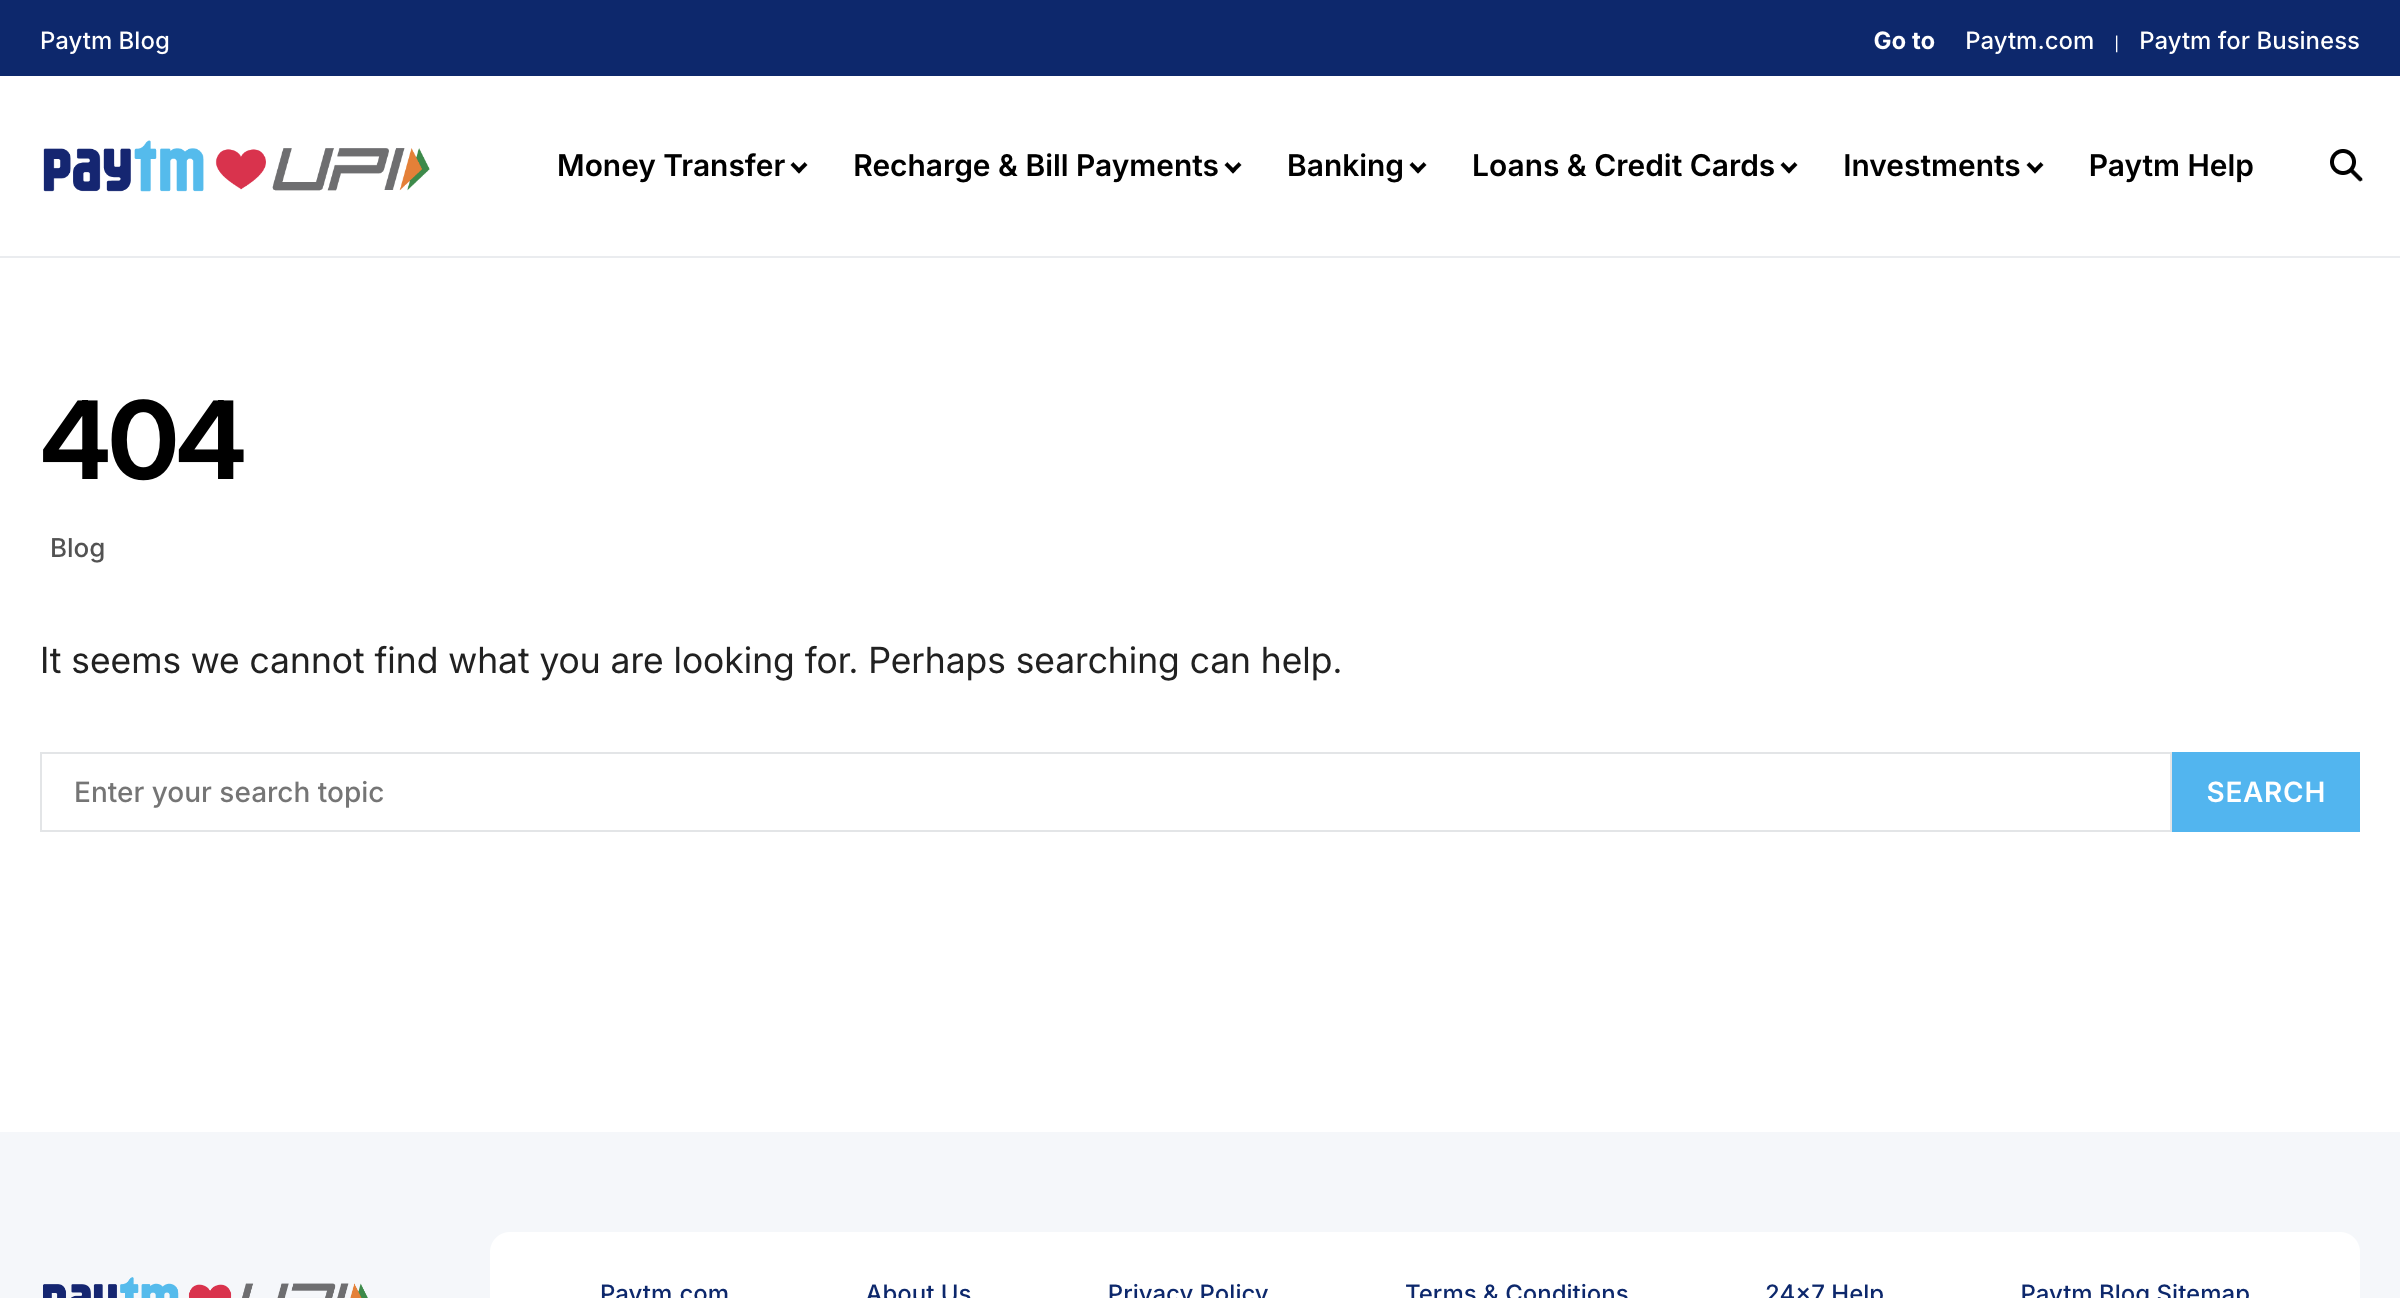 Paytm Blog
Go to Paytm.com | Paytm for Business
paytm UPI
Money Transfer Recharge & Bill Payments Banking Loans & Credit Cards Investments Paytm Help
404
Blog
It seems we cannot find what you are looking for. Perhaps searching can help.
Enter your search topic SEARCH
paytm UPI
Paytm.com About Us Privacy Policy Terms & Conditions 24×7 Help Paytm Blog Sitemap